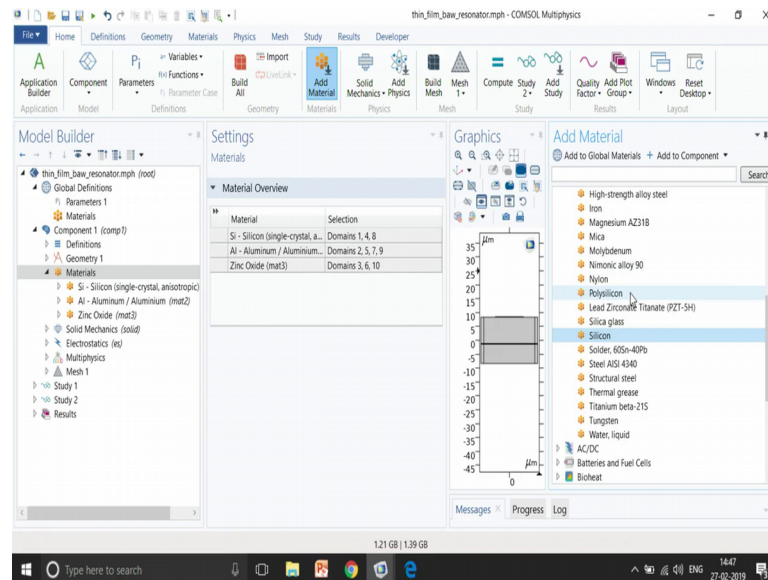 thin_film_baw_resonator.mph - COMSOL Multiphysics
File Home Definitions Geometry Materials Physics Mesh Study Results Developer
Application Builder
Component
Parameters
Pi
a= Variables
f(x) Functions
Pi Parameter Case
Build All
Import
LiveLink
Add Material
Solid Mechanics
Add Physics
Build Mesh
Mesh 1
Compute
Study 2
Add Study
Quality Factor
Add Plot Group
Windows
Reset Desktop
Application Model Definitions Geometry Materials Physics Mesh Study Results Layout
Model Builder
thin_film_baw_resonator.mph (root)
Global Definitions
Pi Parameters 1
Materials
Component 1 (comp1)
Definitions
Geometry 1
Materials
Si - Silicon (single-crystal, anisotropic)
Al - Aluminum / Aluminium (mat2)
Zinc Oxide (mat3)
Solid Mechanics (solid)
Electrostatics (es)
Multiphysics
Mesh 1
Study 1
Study 2
Results
Settings
Materials
Material Overview
Material Selection
Si - Silicon (single-crystal, a... Domains 1, 4, 8
Al - Aluminum / Aluminium... Domains 2, 5, 7, 9
Zinc Oxide (mat3) Domains 3, 6, 10
Graphics
μm
35
30
25
20
15
10
5
0
-5
-10
-15
-20
-25
-30
-35
-40
-45
μm
0
Messages Progress Log
Add Material
Add to Global Materials + Add to Component
Search
High-strength alloy steel
Iron
Magnesium AZ31B
Mica
Molybdenum
Nimonic alloy 90
Nylon
Polysilicon
Lead Zirconate Titanate (PZT-5H)
Silica glass
Silicon
Solder, 60Sn-40Pb
Steel AISI 4340
Structural steel
Thermal grease
Titanium beta-21S
Tungsten
Water, liquid
AC/DC
Batteries and Fuel Cells
Bioheat
1.21 GB | 1.39 GB
Type here to search
ENG
14:47
27-02-2019